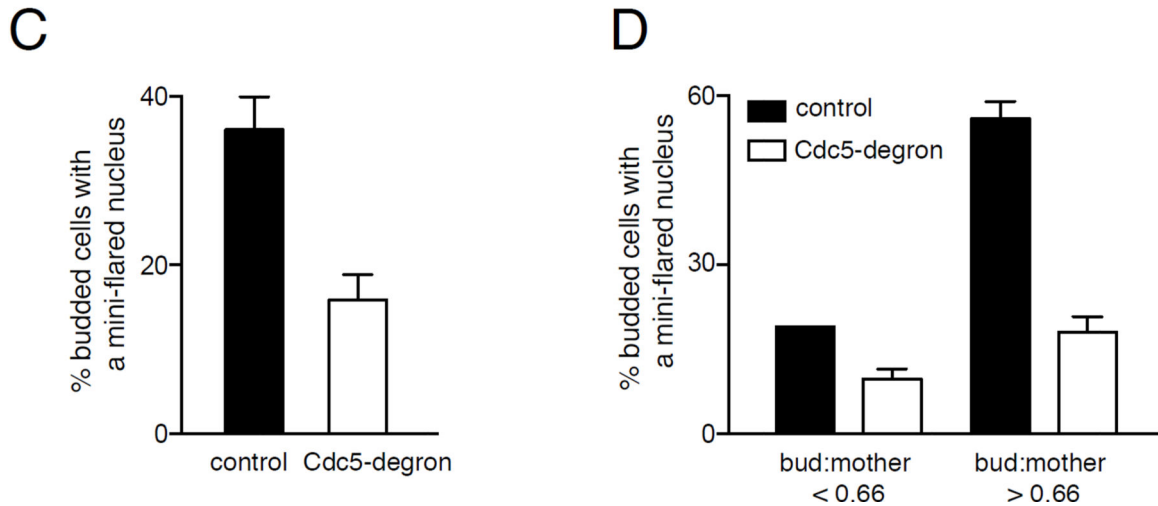 C
% budded cells with
a mini-flared nucleus
40
20
0
control
Cdc5-degron
D
% budded cells with
a mini-flared nucleus
60
30
0
control
Cdc5-degron
bud:mother
< 0.66
bud:mother
> 0.66